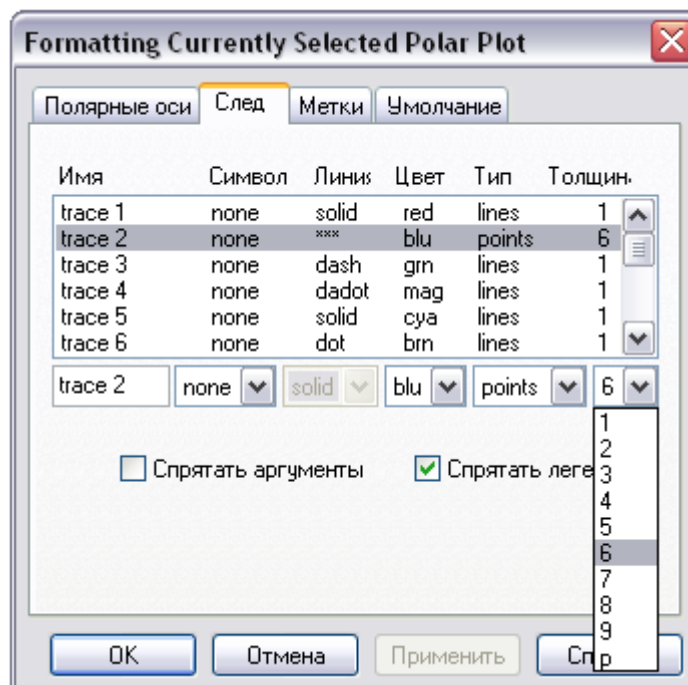 Formatting Currently Selected Polar Plot
Полярные оси След Метки Умолчание
Имя Символ Линия Цвет Тип Толщин
trace 1 none solid red lines 1
trace 2 none *** blu points 6
trace 3 none dash grn lines 1
trace 4 none dadot mag lines 1
trace 5 none solid cya lines 1
trace 6 none dot brn lines 1
trace 2 none solid blu points 6
1
2
Спрятать аргументы Спрятать леге 3
4
5
6
7
8
9
OK Отмена Применить Сп p